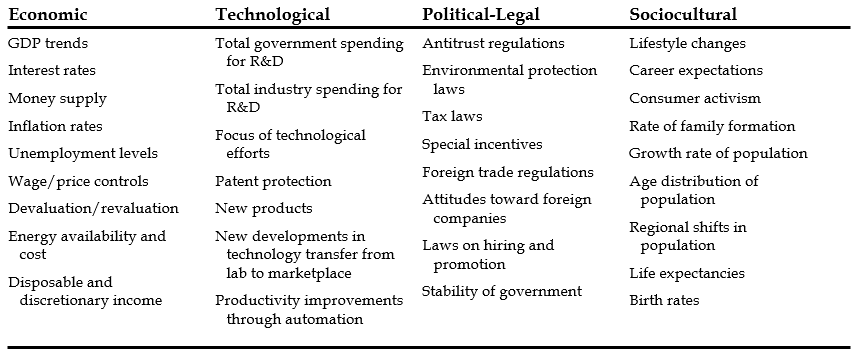 Economic
GDP trends
Interest rates
Money supply
Inflation rates
Unemployment levels
Wage/price controls
Devaluation/revaluation
Energy availability and
cost
Disposable and
discretionary income
Technological
Total government spending
for R&D
Total industry spending for
R&D
Focus of technological
efforts
Patent protection
New products
New developments in
technology transfer from
lab to marketplace
Productivity improvements
through automation
Political-Legal
Antitrust regulations
Environmental protection
laws
Tax laws
Special incentives
Foreign trade regulations
Attitudes toward foreign
companies
Laws on hiring and
promotion
Stability of government
Sociocultural
Lifestyle changes
Career expectations
Consumer activism
Rate of family formation
Growth rate of population
Age distribution of
population
Regional shifts in
population
Life expectancies
Birth rates